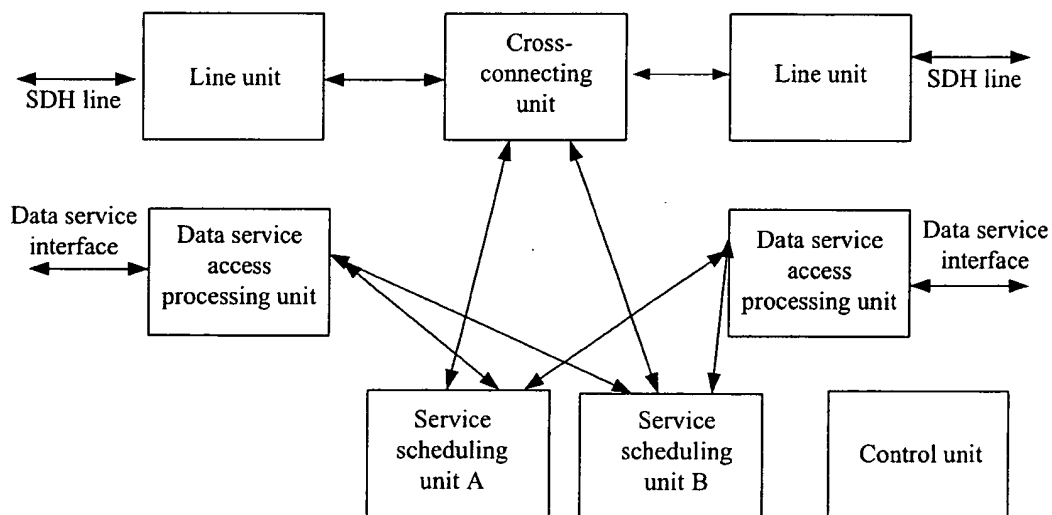 Line unit
SDH line
Cross-
connecting
unit
Line unit
SDH line
Data service
interface
Data service
access
processing unit
Data service
access
processing unit
Data service
interface
Service
scheduling
unit A
Service
scheduling
unit B
Control unit